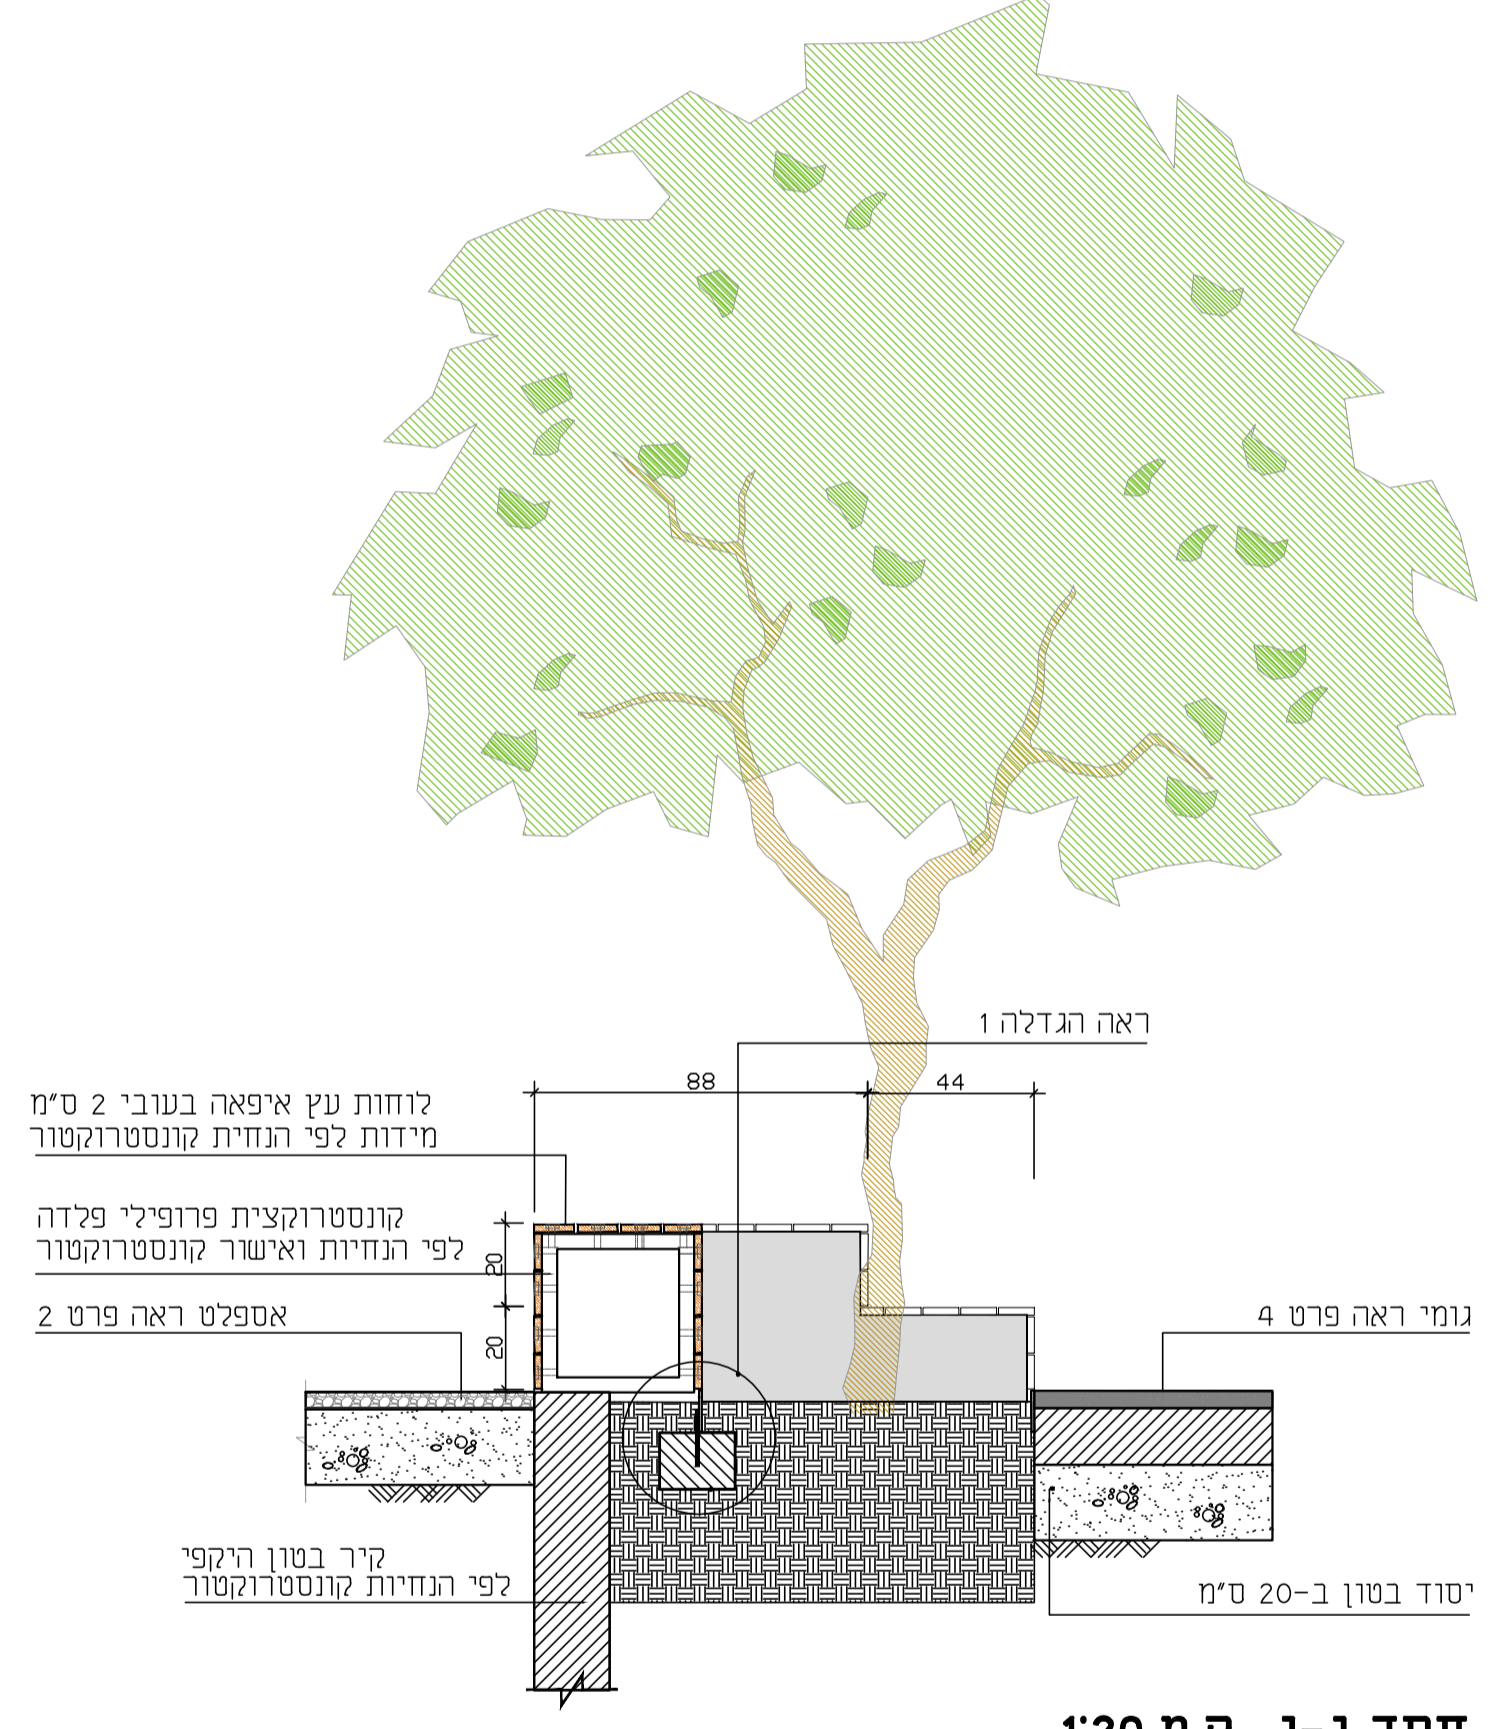 ראה הגדלה 1
88
44
לוחות עץ איפאה בעובי 2 ס"מ
מידות לפי הנחית קונסטרוקטור
קונסטרוקצית פרופילי פלדה
לפי הנחיות ואישור קונסטרוקטור
20
אספלט ראה פרט 2
20
גומי ראה פרט 4
קיר בטון היקפי
לפי הנחיות קונסטרוקטור
יסוד בטון ב-20 ס"מ